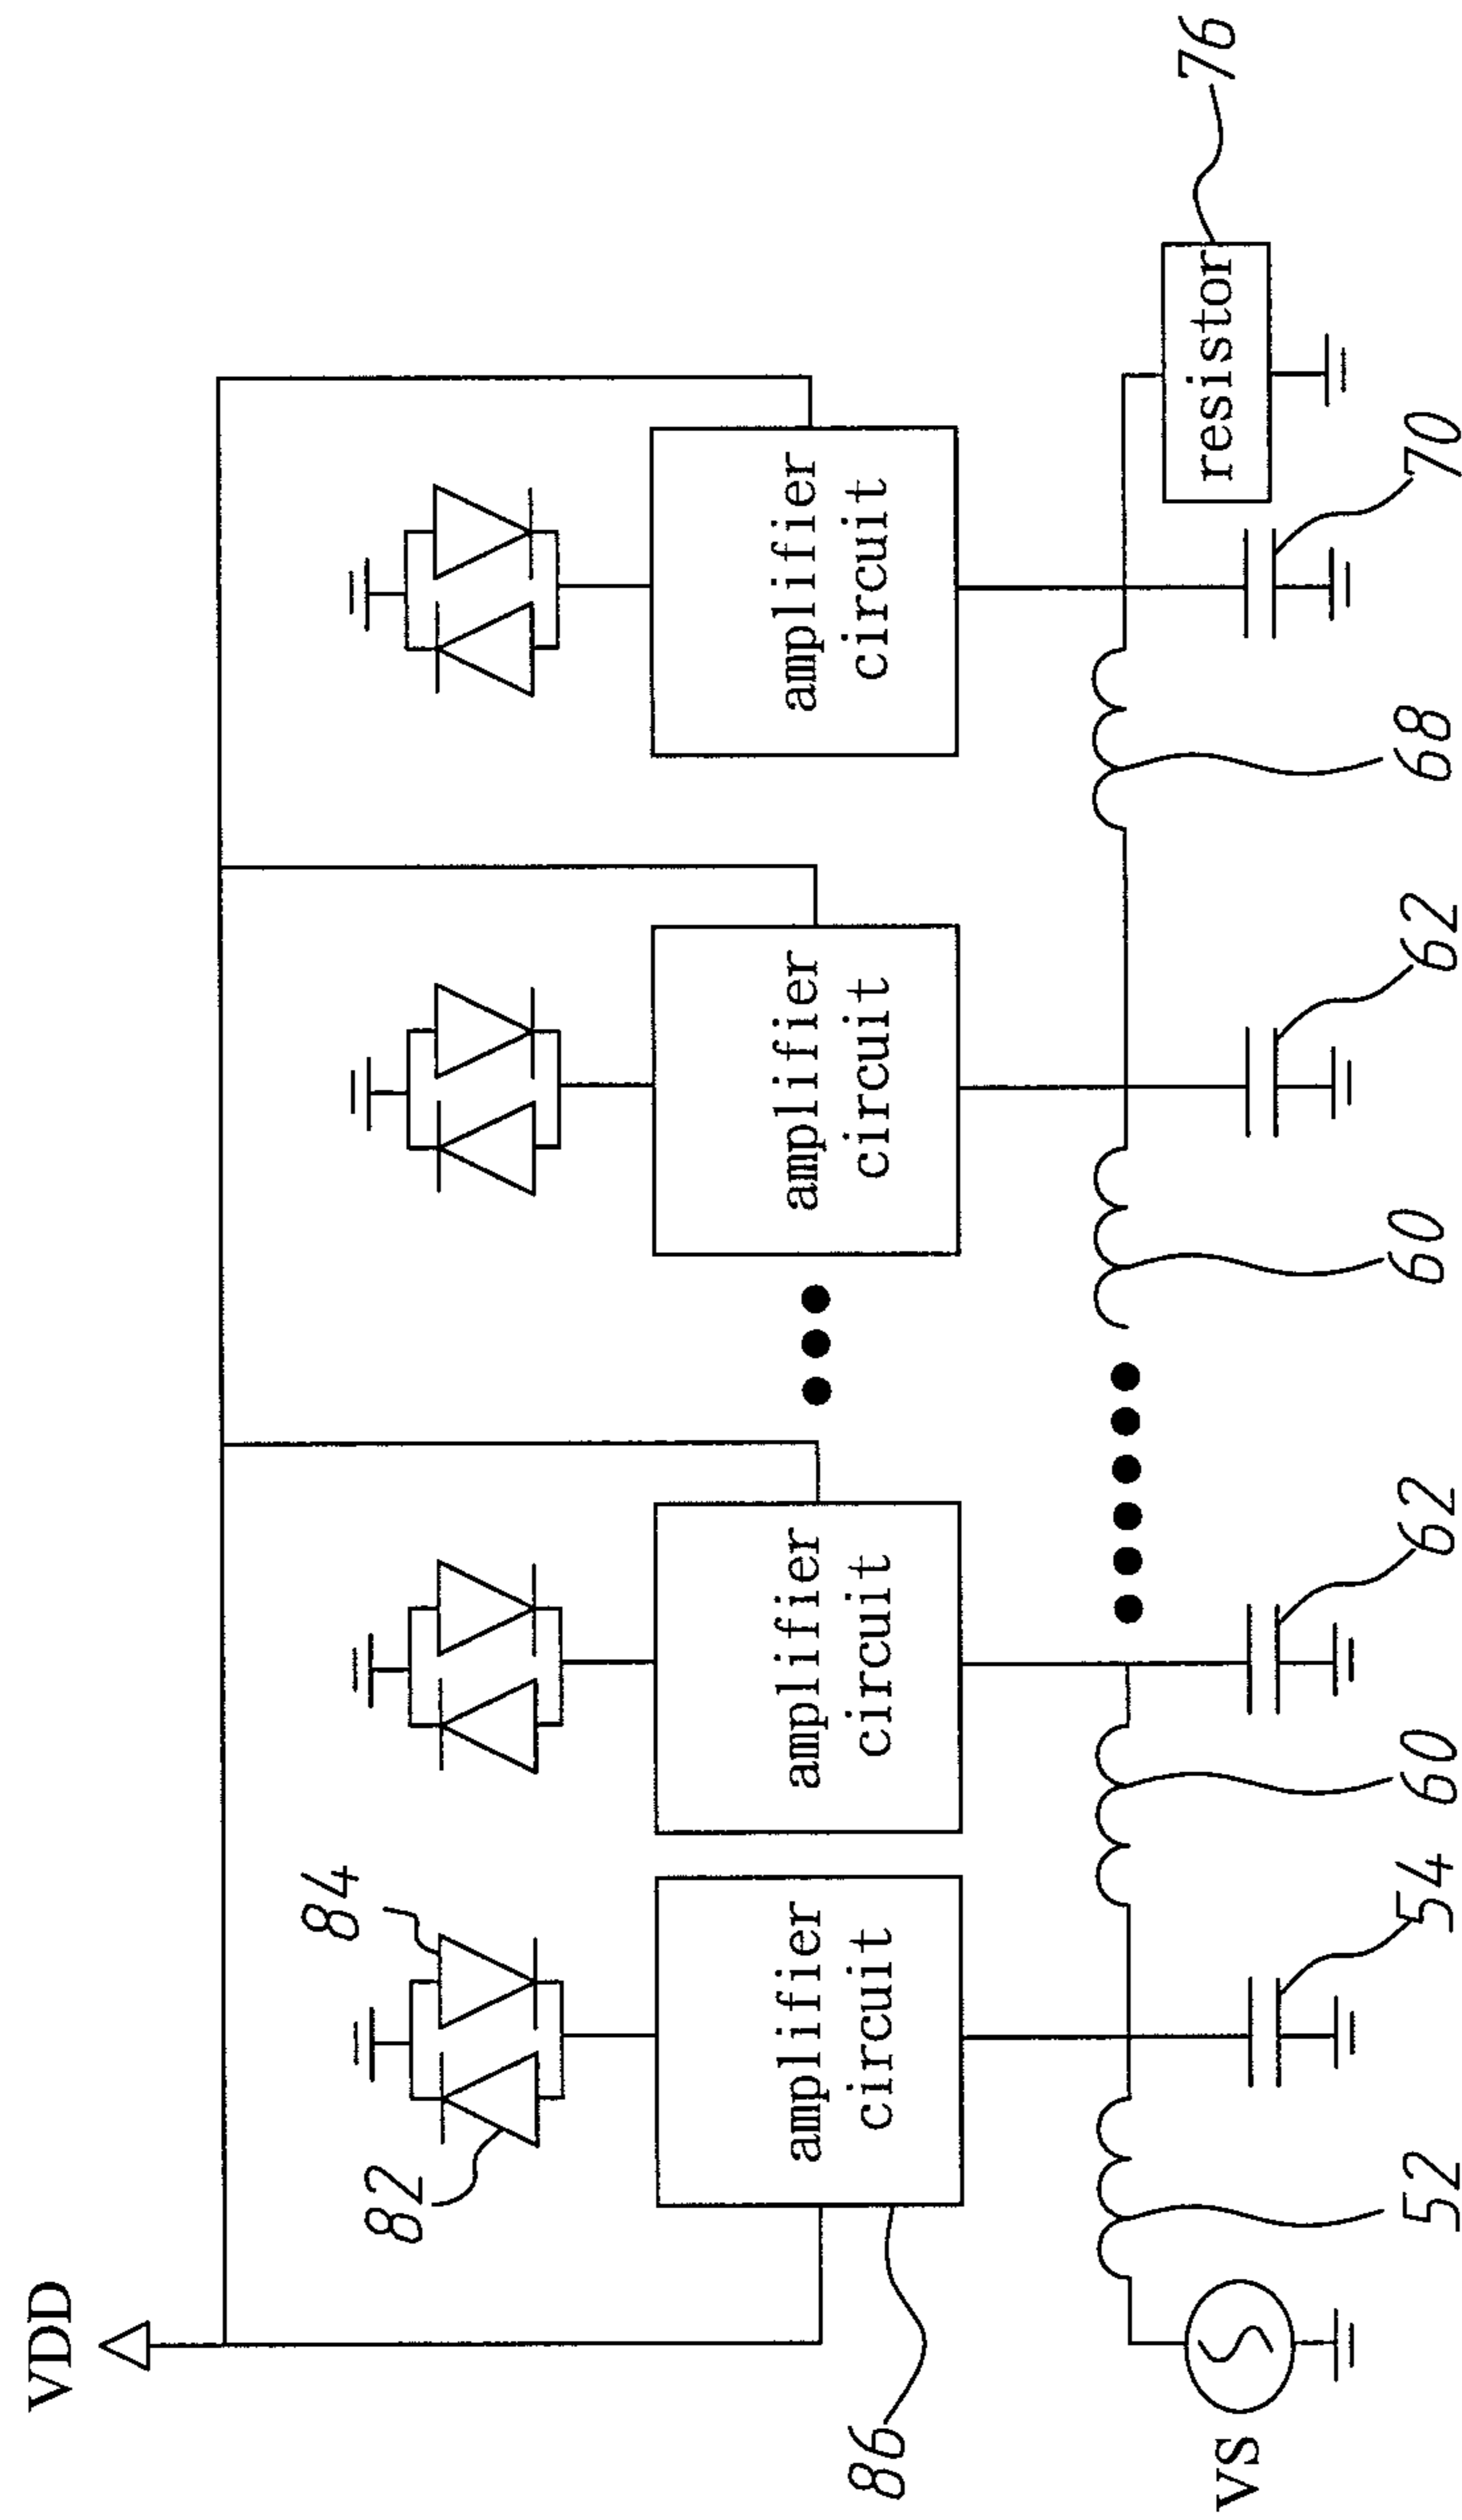 VDD
82
84
86
amplifier
circuit
amplifier
circuit
amplifier
circuit
amplifier
circuit
resistor
76
VS
52
54
60
62
60
62
68
70